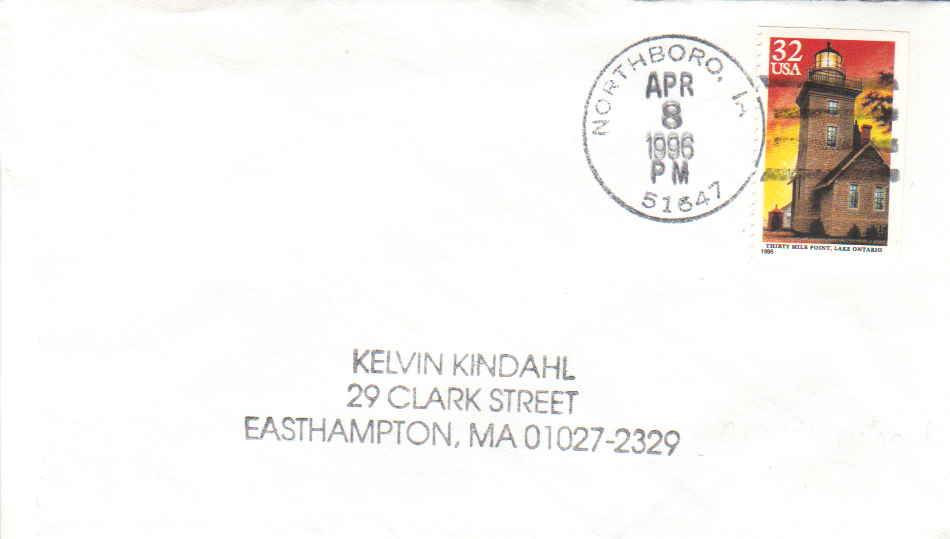 NORTHBORO, IA
APR
8
1996
PM
51647
32
USA
THIRTY MILE POINT, LAKE ONTARIO
1995
KELVIN KINDAHL
29 CLARK STREET
EASTHAMPTON, MA 01027-2329